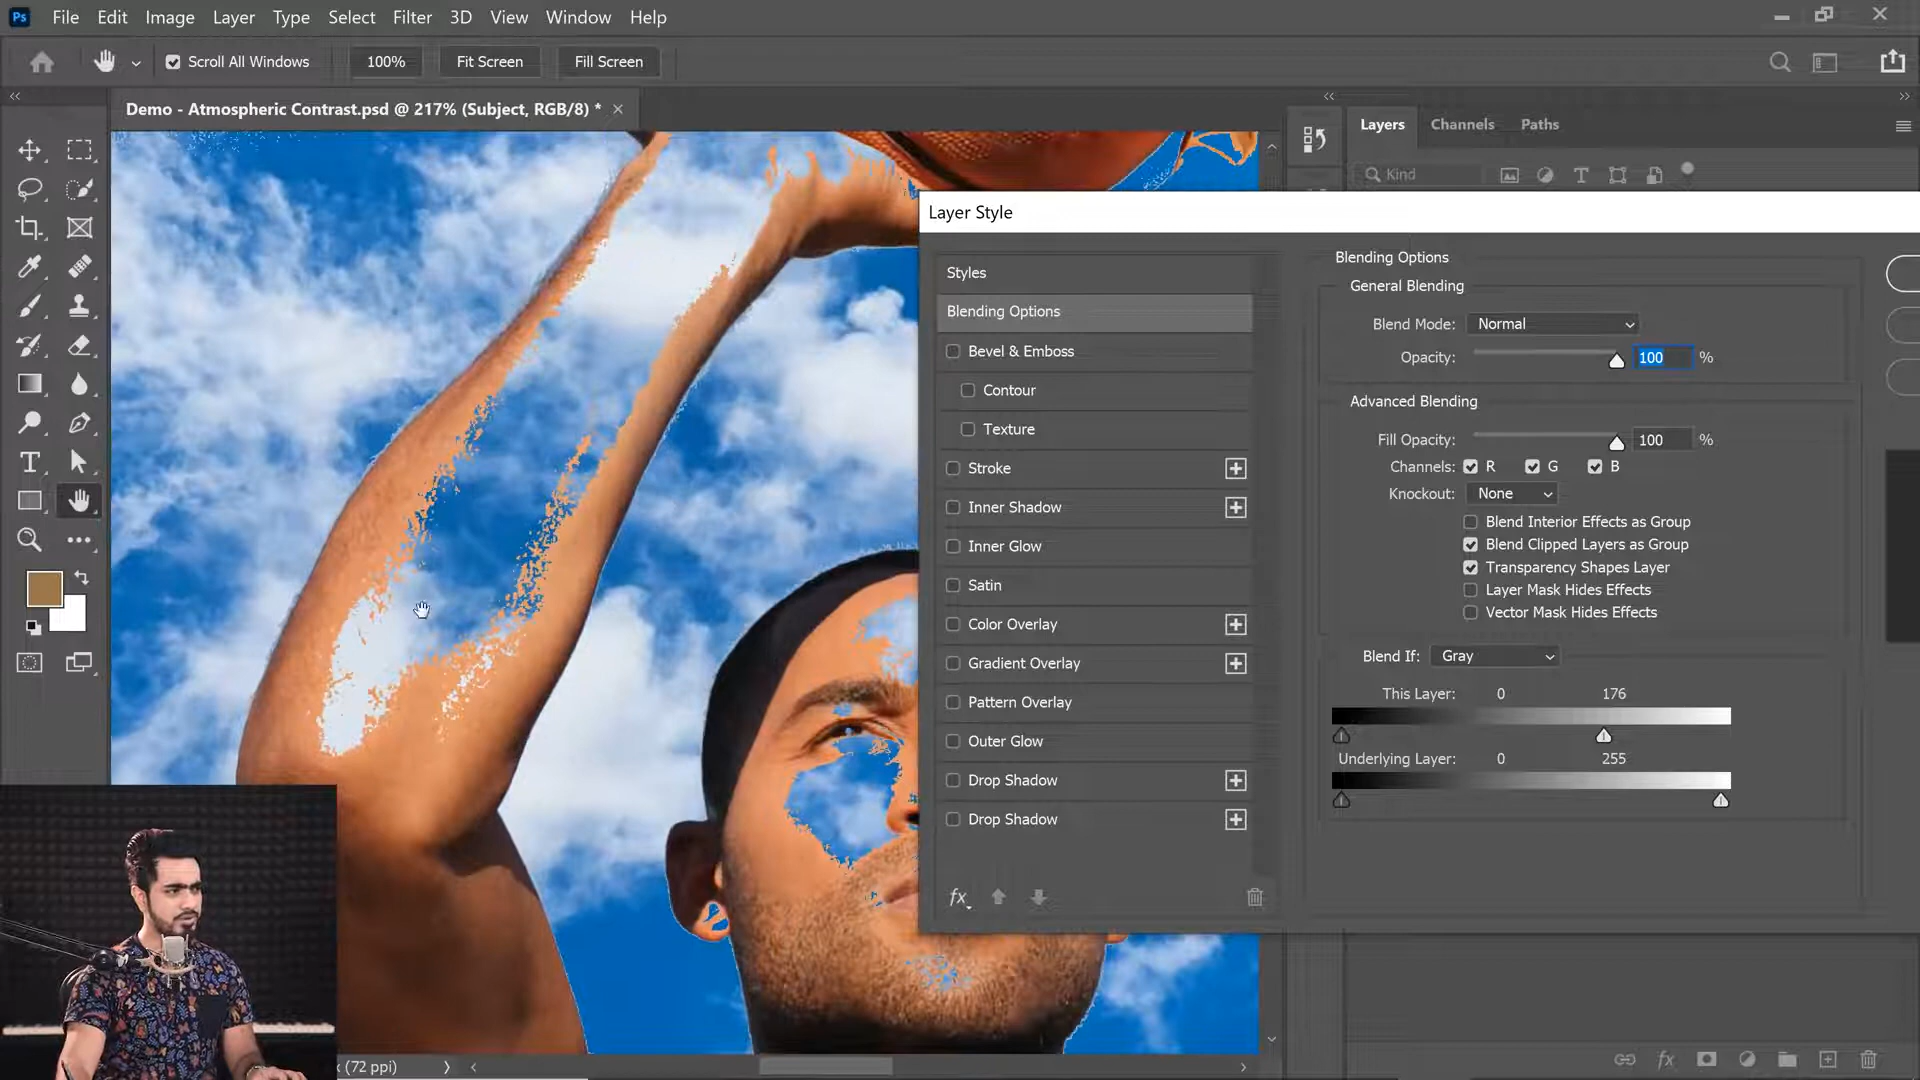 Ps File Edit Image Layer Type Select Filter 3D View Window Help
Scroll All Windows 100% Fit Screen Fill Screen
Demo - Atmospheric Contrast.psd @ 217% (Subject, RGB/8) *
Layers Channels Paths
Kind
Layer Style
Styles
Blending Options
Bevel & Emboss
Contour
Texture
Stroke
Inner Shadow
Inner Glow
Satin
Color Overlay
Gradient Overlay
Pattern Overlay
Outer Glow
Drop Shadow
Drop Shadow
fx
Blending Options
General Blending
Blend Mode: Normal
Opacity: 100 %
Advanced Blending
Fill Opacity: 100 %
Channels: R G B
Knockout: None
Blend Interior Effects as Group
Blend Clipped Layers as Group
Transparency Shapes Layer
Layer Mask Hides Effects
Vector Mask Hides Effects
Blend If: Gray
This Layer: 0 176
Underlying Layer: 0 255
(72 ppi)
fx